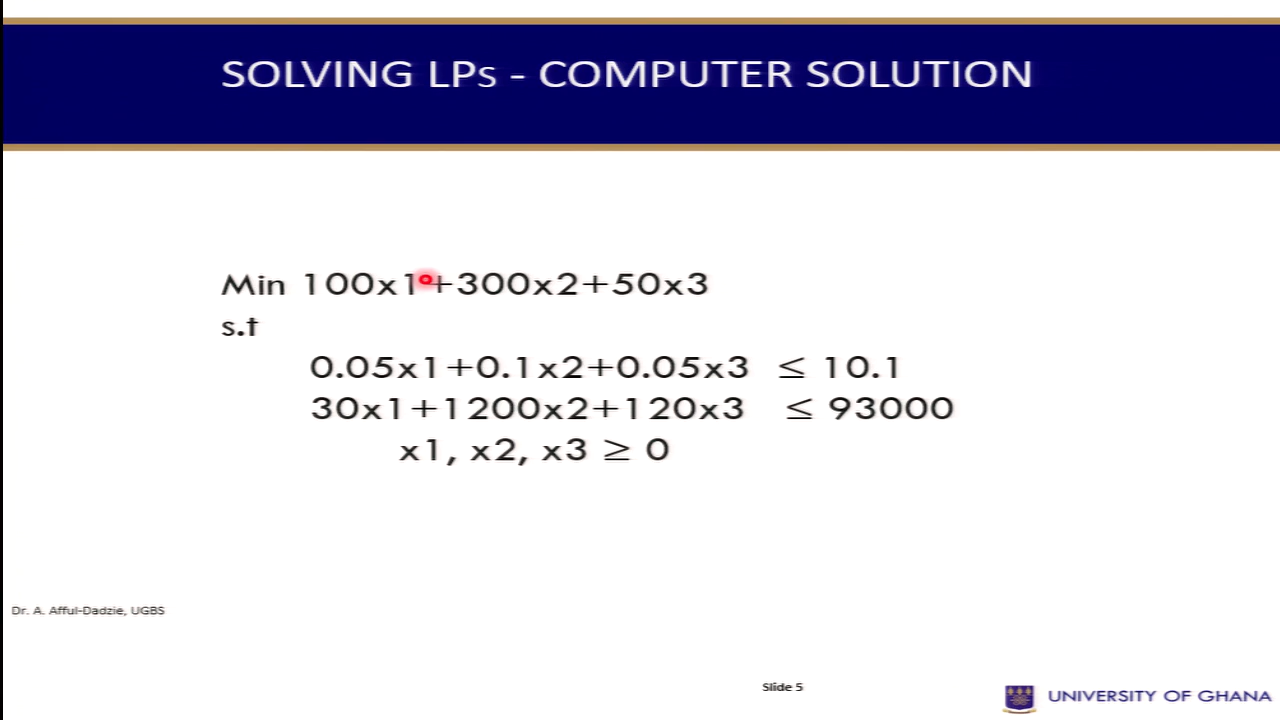 SOLVING LPs - COMPUTER SOLUTION
Min 100x1+300x2+50x3
s.t
0.05x1+0.1x2+0.05x3 ≤ 10.1
30x1+1200x2+120x3 ≤ 93000
x1, x2, x3 ≥ 0
Dr. A. Afful-Dadzie, UGBS
Slide 5
UNIVERSITY OF GHANA